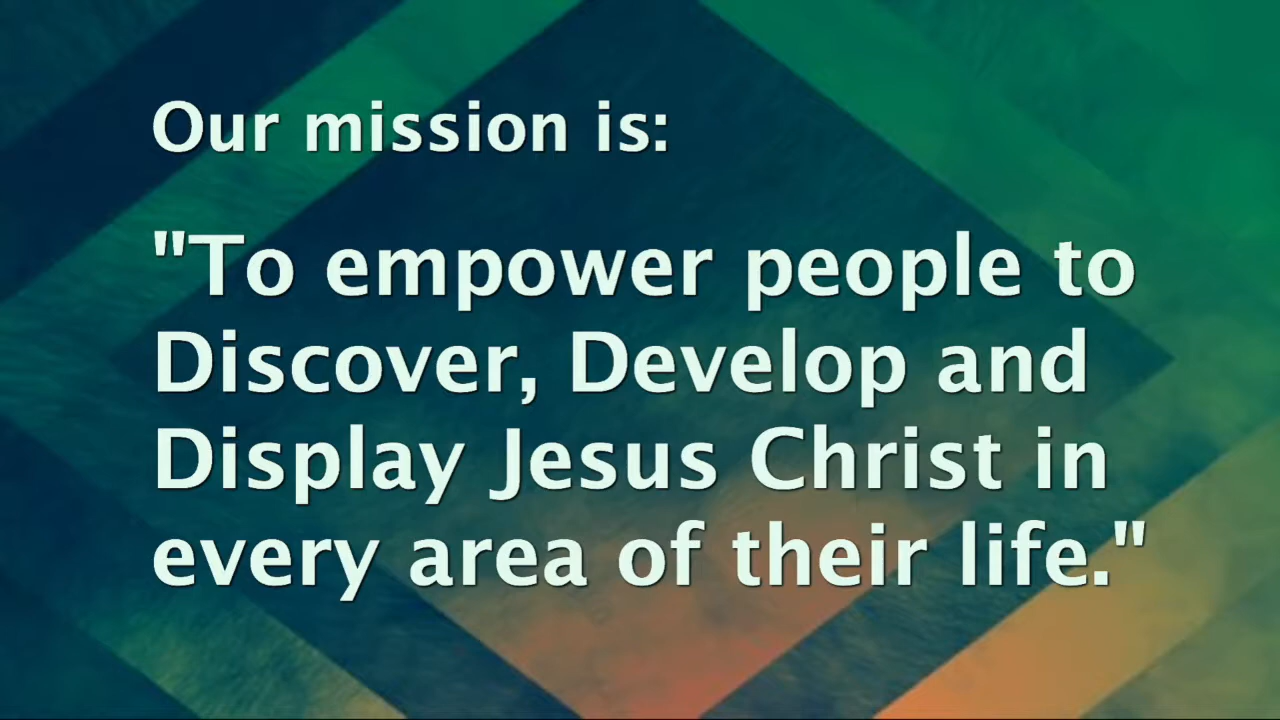 Our mission is:
"To empower people to
Discover, Develop and
Display Jesus Christ in
every area of their life."